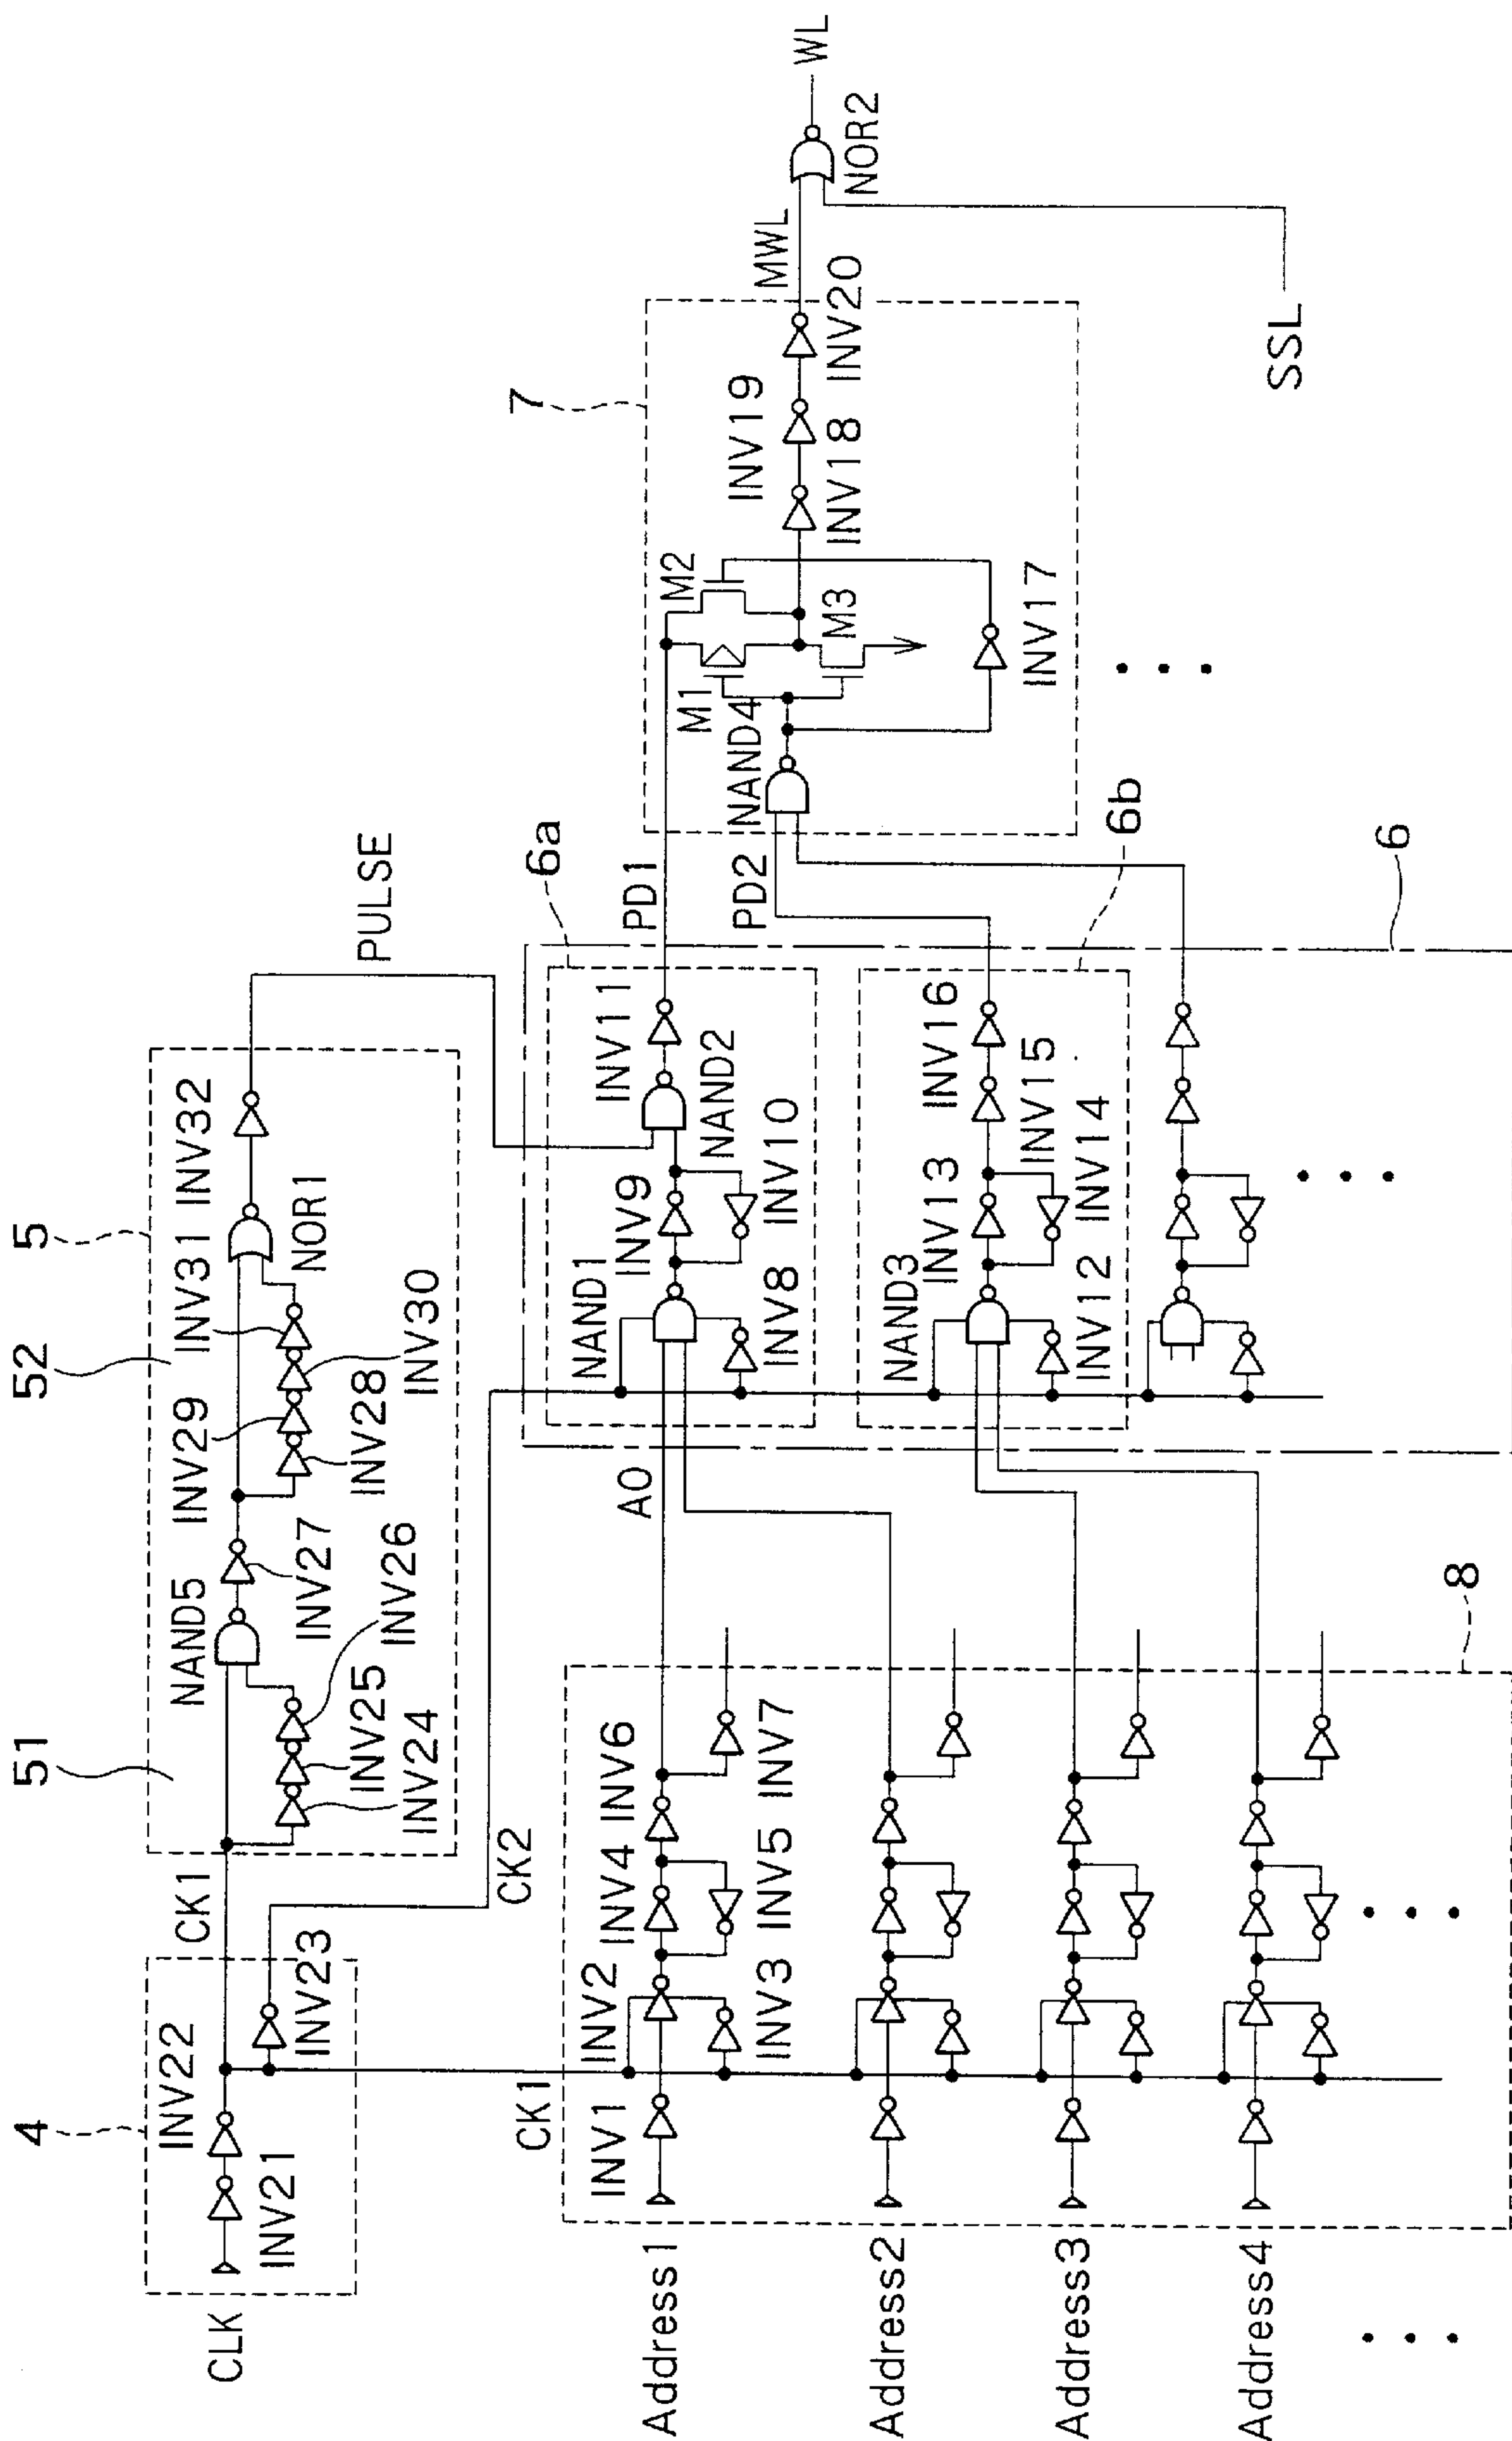 4
CLK
INV21
INV22
INV23
CK1
CK2
51
52
5
NAND5
INV24
INV25
INV26
INV27
INV28
INV29
INV30
INV31
NOR1
INV32
PULSE
CK1
INV1
INV2
INV3
INV4
INV5
INV6
INV7
Address1
Address2
Address3
Address4
8
A0
6a
NAND1
INV8
INV9
INV10
NAND2
INV11
PD1
6b
NAND3
INV12
INV13
INV14
INV15
INV16
PD2
6
7
NAND4
M1
M2
M3
INV17
INV18
INV19
INV20
MWL
NOR2
WL
SSL